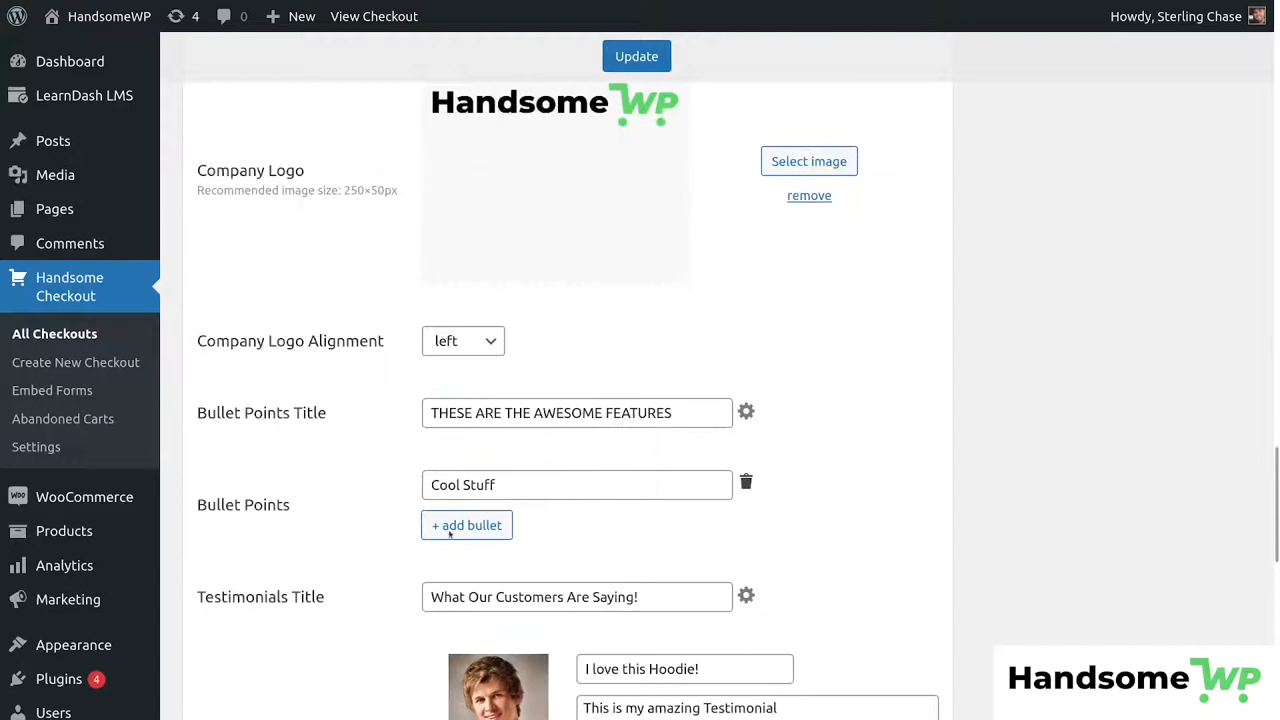 HandsomeWP
4
0
New
View Checkout
Howdy, Sterling Chase
Dashboard
LearnDash LMS
Posts
Media
Pages
Comments
Handsome
Checkout
All Checkouts
Create New Checkout
Embed Forms
Abandoned Carts
Settings
WooCommerce
Products
Analytics
Marketing
Appearance
Plugins 4
Users
Update
HandsomeWP
Company Logo
Recommended image size: 250×50px
Select image
remove
Company Logo Alignment
left
Bullet Points Title
THESE ARE THE AWESOME FEATURES
Bullet Points
Cool Stuff
+ add bullet
Testimonials Title
What Our Customers Are Saying!
I love this Hoodie!
This is my amazing Testimonial
HandsomeWP